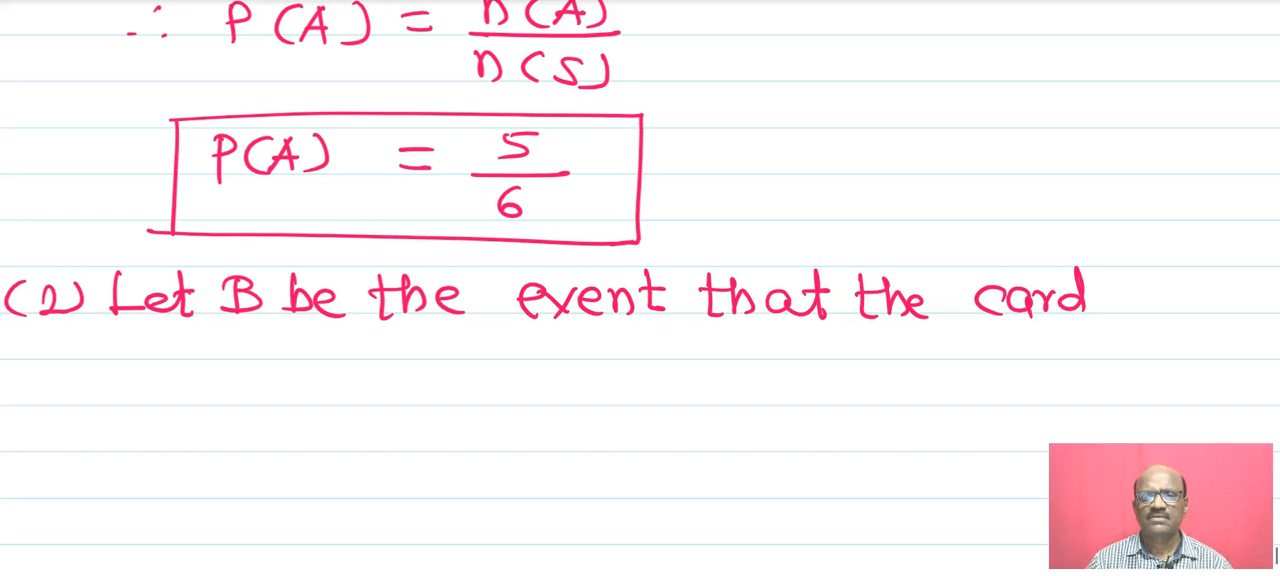 ∴ P(A) = n(A)
n(S)
P(A) = 5
6
(2) Let B be the event that the card